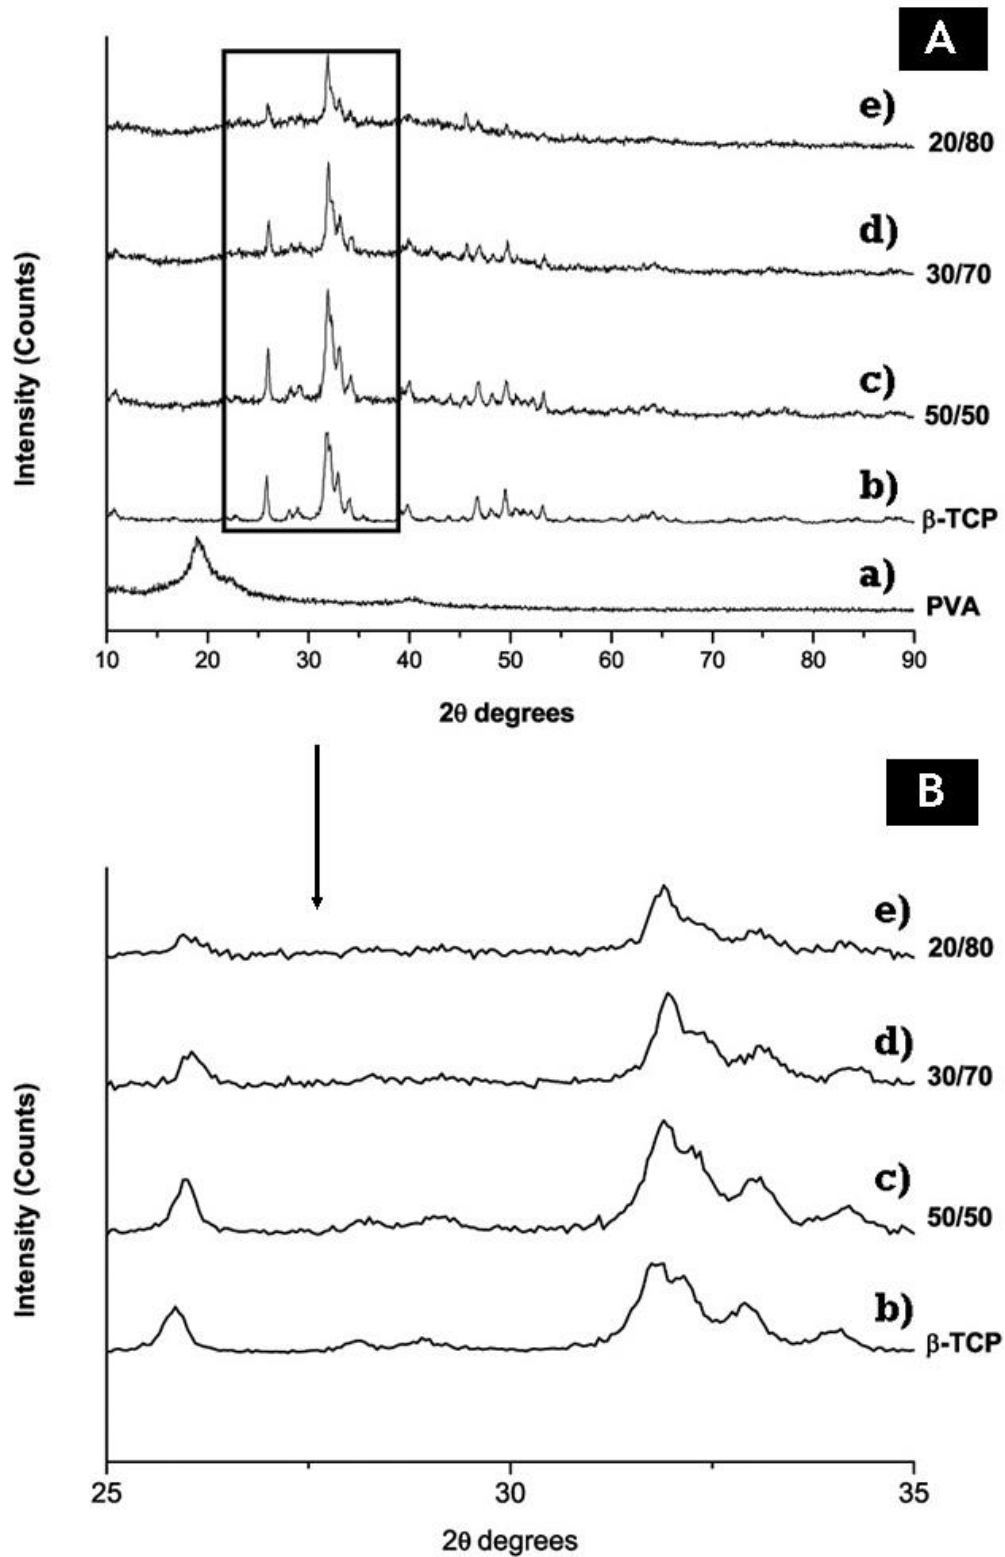 A
e)
20/80
d)
30/70
c)
50/50
b)
β-TCP
a)
PVA
Intensity (Counts)
10 20 30 40 50 60 70 80 90
2θ degrees
B
e)
20/80
d)
30/70
c)
50/50
b)
β-TCP
Intensity (Counts)
25 30 35
2θ degrees